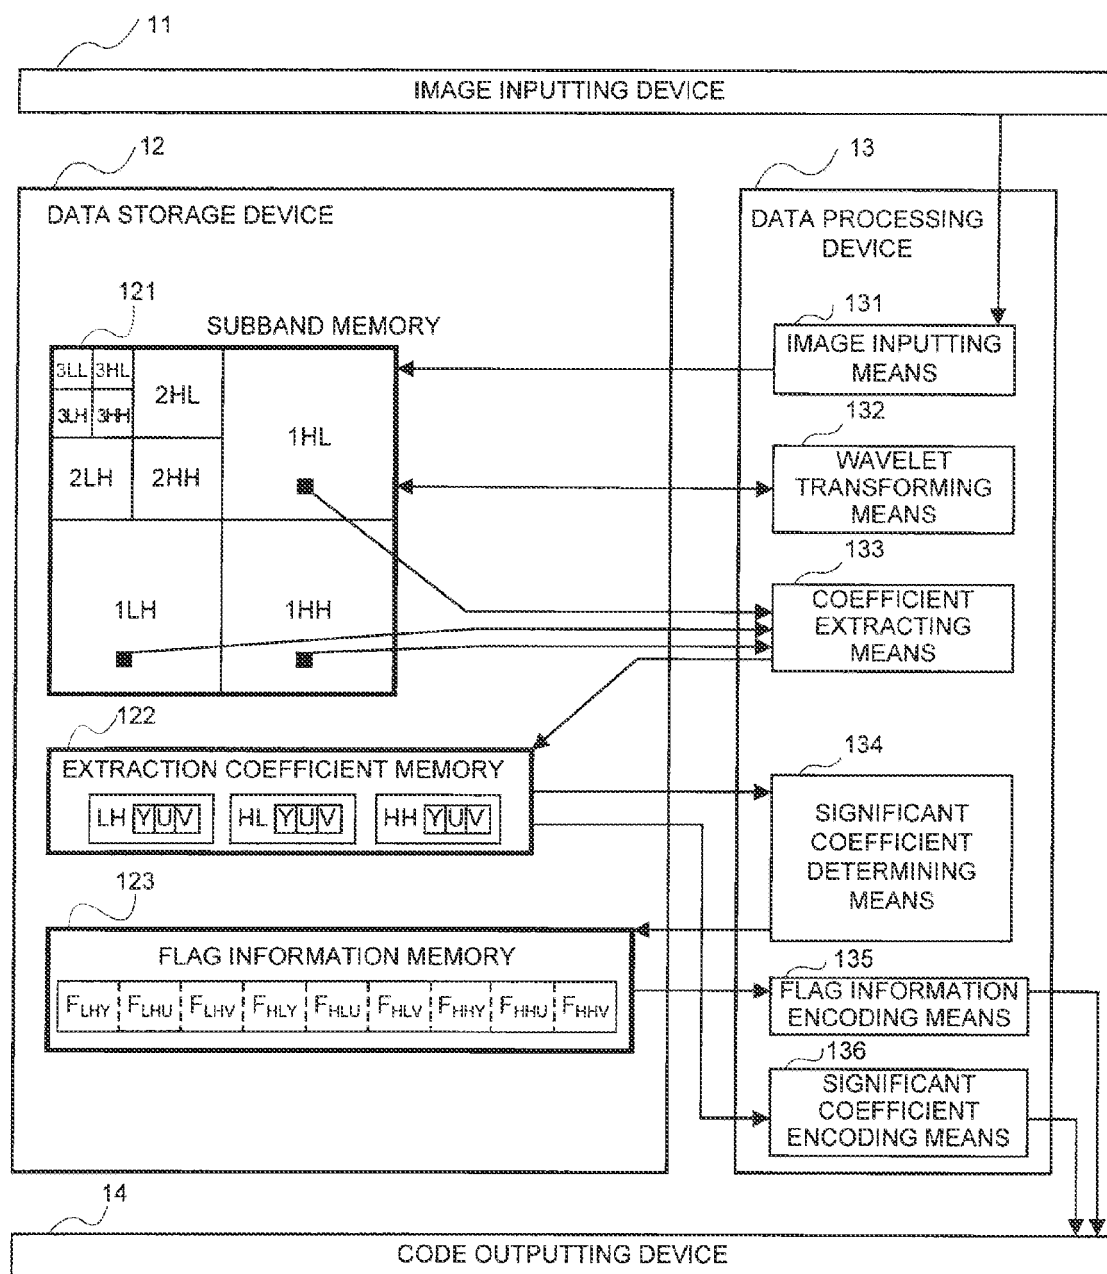 11
IMAGE INPUTTING DEVICE
12
DATA STORAGE DEVICE
121
SUBBAND MEMORY
3LL 3HL
3LH 3HH
2HL
2LH
2HH
1HL
1LH
1HH
122
EXTRACTION COEFFICIENT MEMORY
LH Y U V
HL Y U V
HH Y U V
123
FLAG INFORMATION MEMORY
FLHY FLHU FLHV FHLY FHLU FHLV FHHY FHHU FHHV
13
DATA PROCESSING
DEVICE
131
IMAGE INPUTTING
MEANS
132
WAVELET
TRANSFORMING
MEANS
133
COEFFICIENT
EXTRACTING
MEANS
134
SIGNIFICANT
COEFFICIENT
DETERMINING
MEANS
135
FLAG INFORMATION
ENCODING MEANS
136
SIGNIFICANT
COEFFICIENT
ENCODING MEANS
14
CODE OUTPUTTING DEVICE